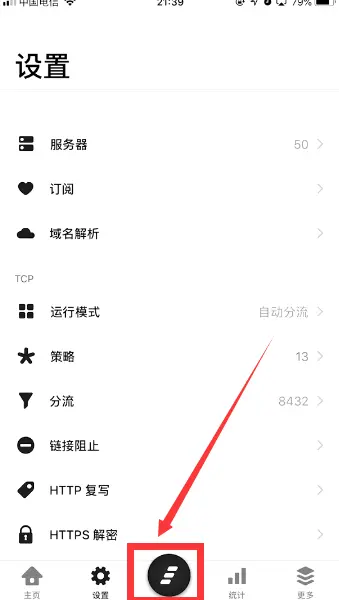 中国电信 21:39 79%
设置
服务器 50
订阅
域名解析
TCP
运行模式 自动分流
策略 13
分流 8432
链接阻止
HTTP 复写
HTTPS 解密
主页 设置 统计 更多